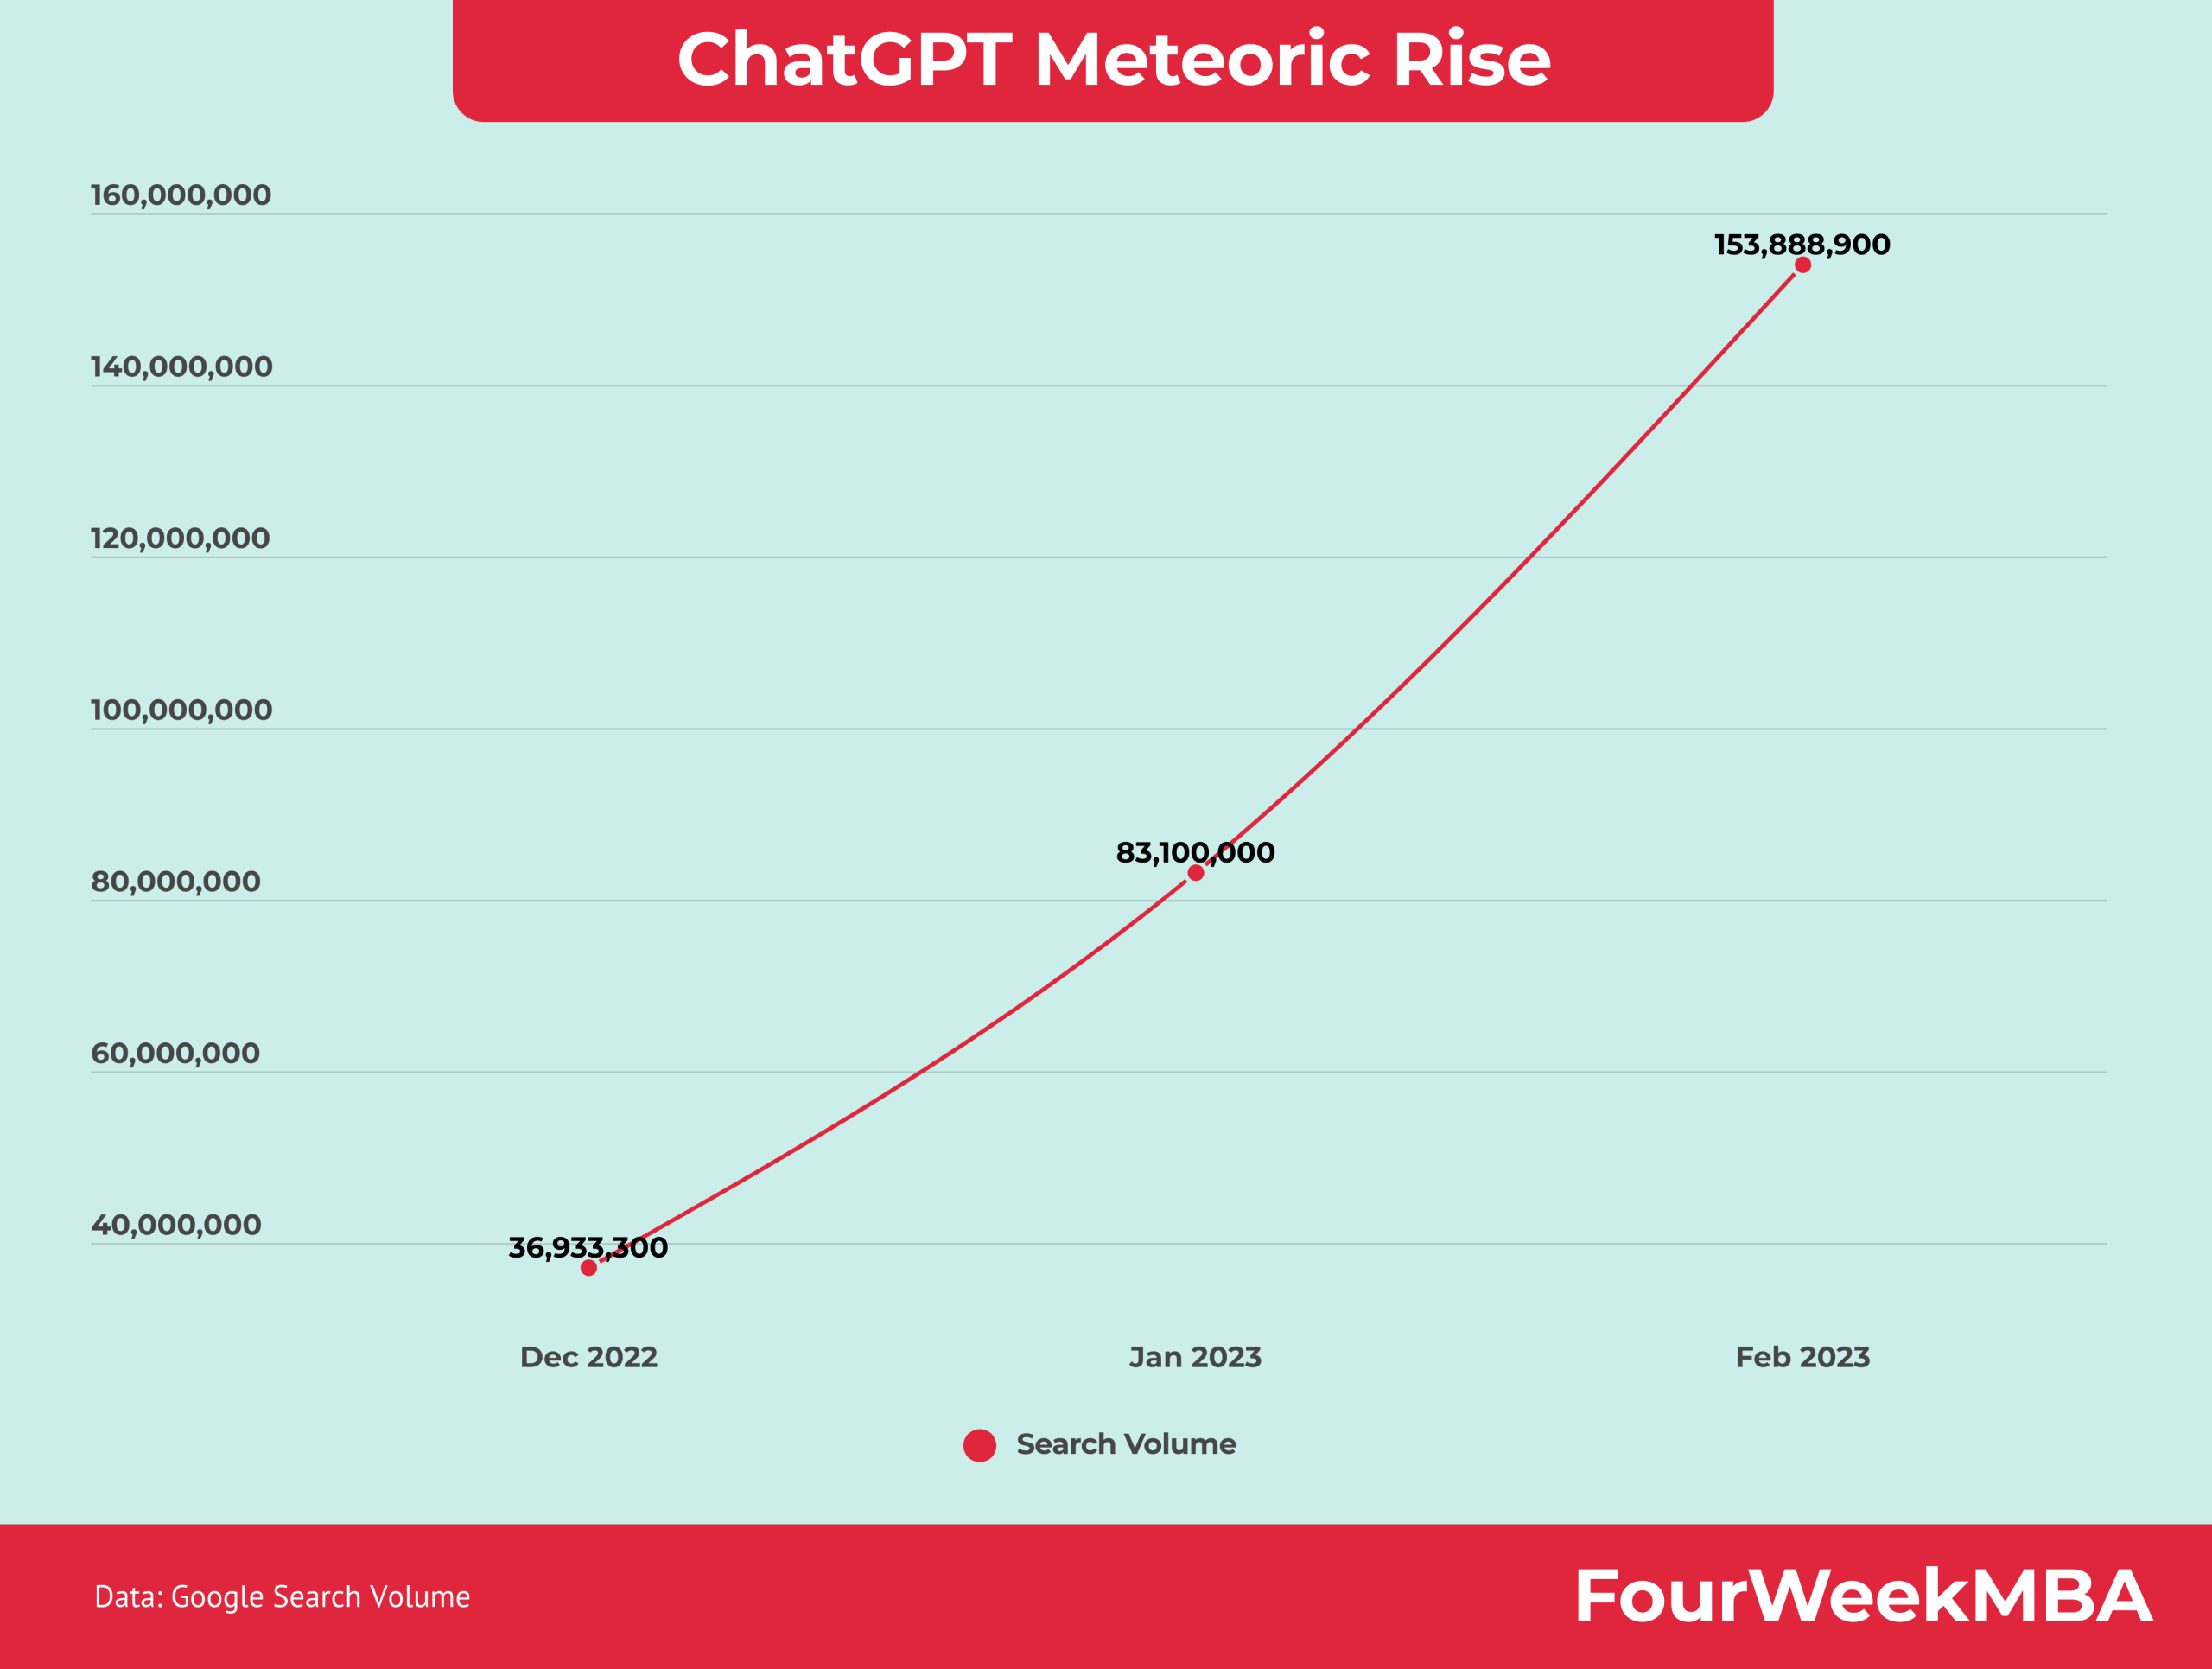 ChatGPT Meteoric Rise
160,000,000
153,888,900
140,000,000
120,000,000
100,000,000
83,100,000
80,000,000
60,000,000
40,000,000
36,933,300
Dec 2022 Jan 2023 Feb 2023
Search Volume
Data: Google Search Volume
FourWeekMBA